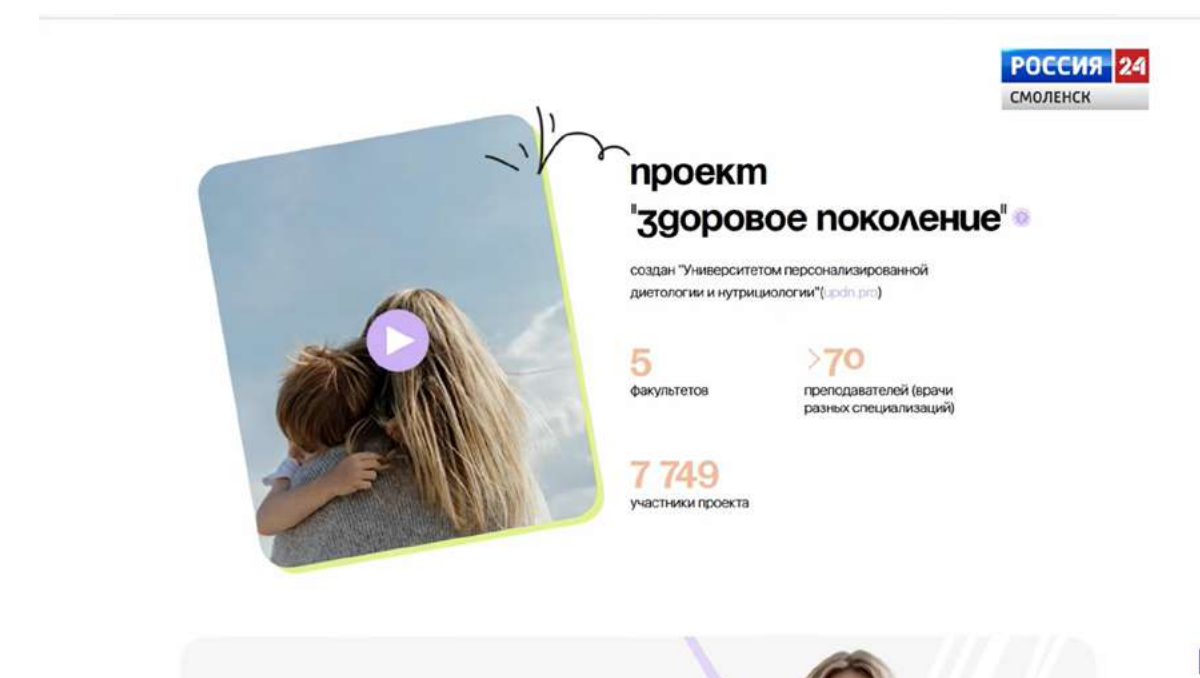 РОССИЯ 24
СМОЛЕНСК
проект
"здоровое поколение"
создан "Университетом персонализированной
диетологии и нутрициологии"(updn.pro)
5
факультетов
>70
преподавателей (врачи
разных специализаций)
7 749
участники проекта